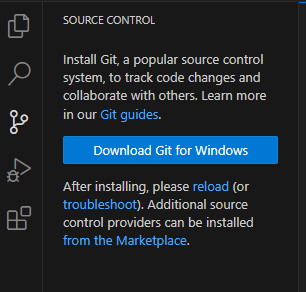 SOURCE CONTROL
Install Git, a popular source control
system, to track code changes and
collaborate with others. Learn more
in our Git guides.
Download Git for Windows
After installing, please reload (or
troubleshoot). Additional source
control providers can be installed
from the Marketplace.